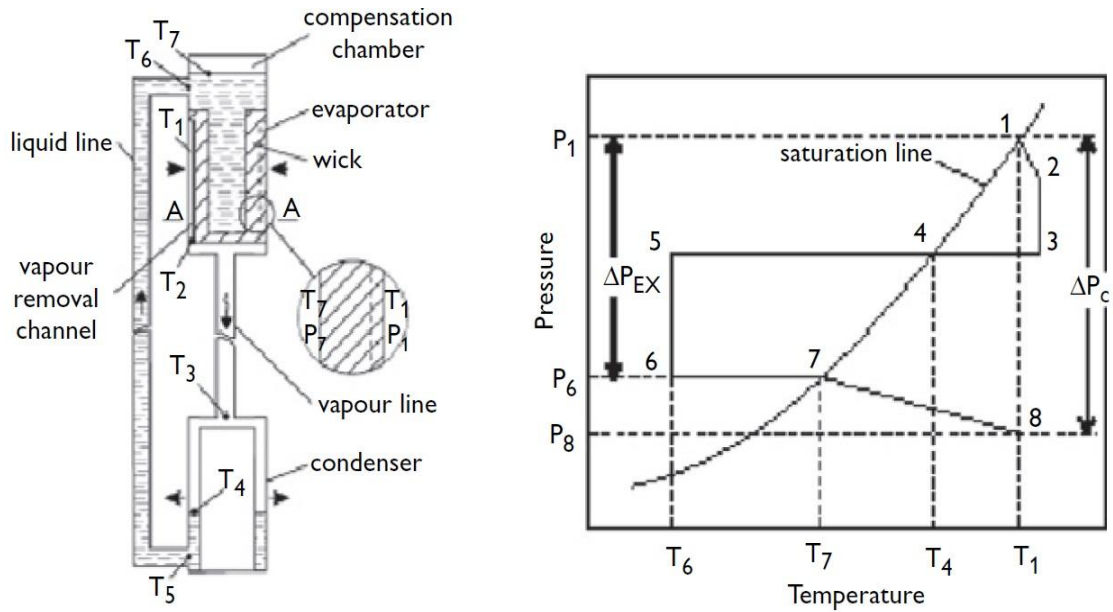 compensation
chamber
T7
T6
evaporator
T1
liquid line
wick
A A
vapour
removal
channel
T2
T7 T1
P7 P1
T3
vapour line
condenser
T4
T5
Pressure
P1
P6
P8
ΔPEX
ΔPc
saturation line
1
2
3
4
5
6
7
8
T6 T7 T4 T1
Temperature